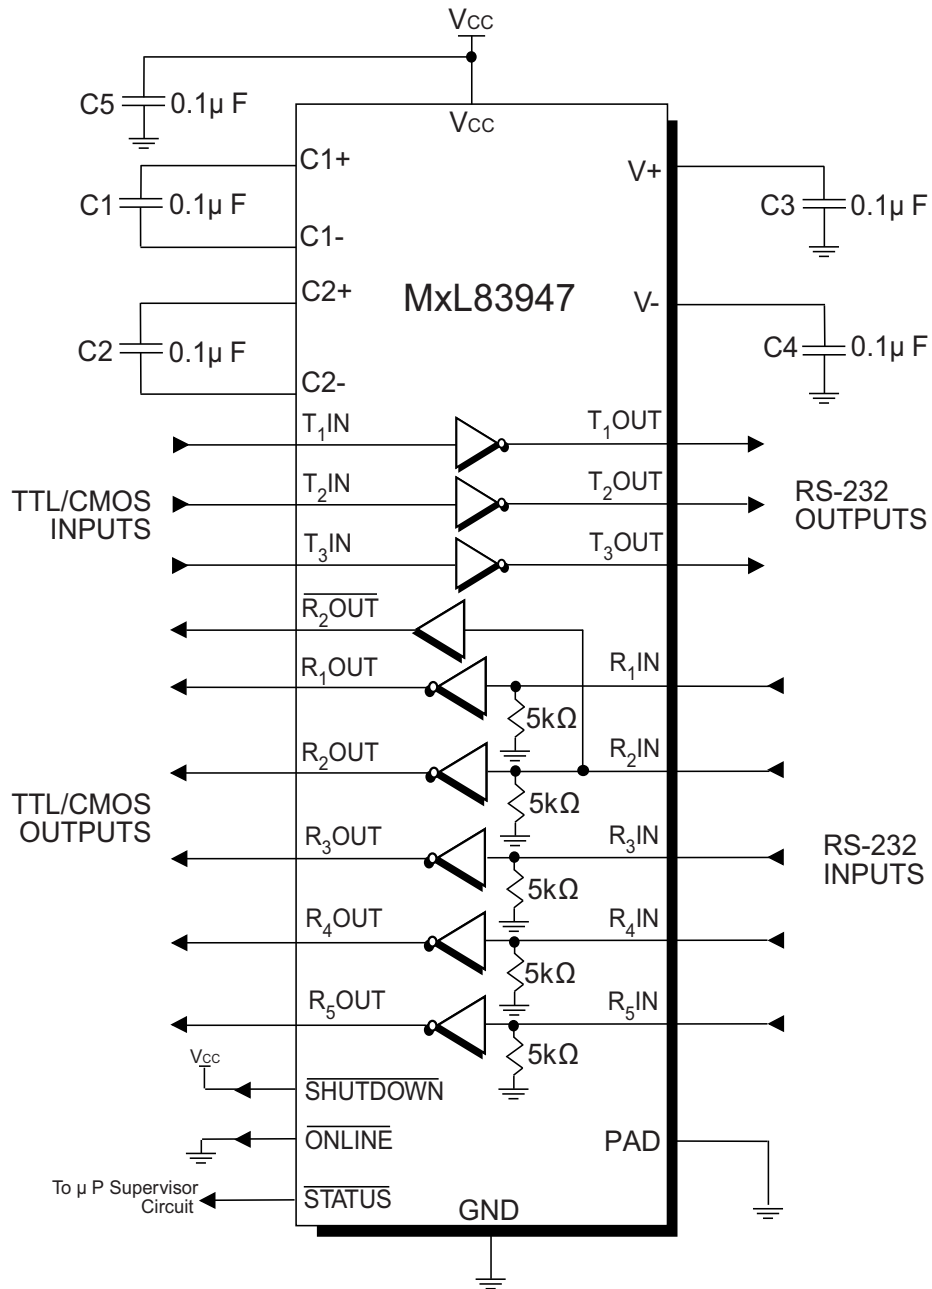 VCC
C5 0.1µ F
VCC
C1+
V+
C1 0.1µ F
C3 0.1µ F
C1-
C2+
MxL83947
V-
C2 0.1µ F
C4 0.1µ F
C2-
T1IN
T1OUT
T2IN
T2OUT
TTL/CMOS
INPUTS
RS-232
OUTPUTS
T3IN
T3OUT
R2OUT
R1OUT
R1IN
5kΩ
R2OUT
R2IN
5kΩ
TTL/CMOS
OUTPUTS
R3OUT
R3IN
RS-232
INPUTS
5kΩ
R4OUT
R4IN
5kΩ
R5OUT
R5IN
5kΩ
VCC
SHUTDOWN
ONLINE
PAD
To µ P Supervisor
Circuit
STATUS
GND